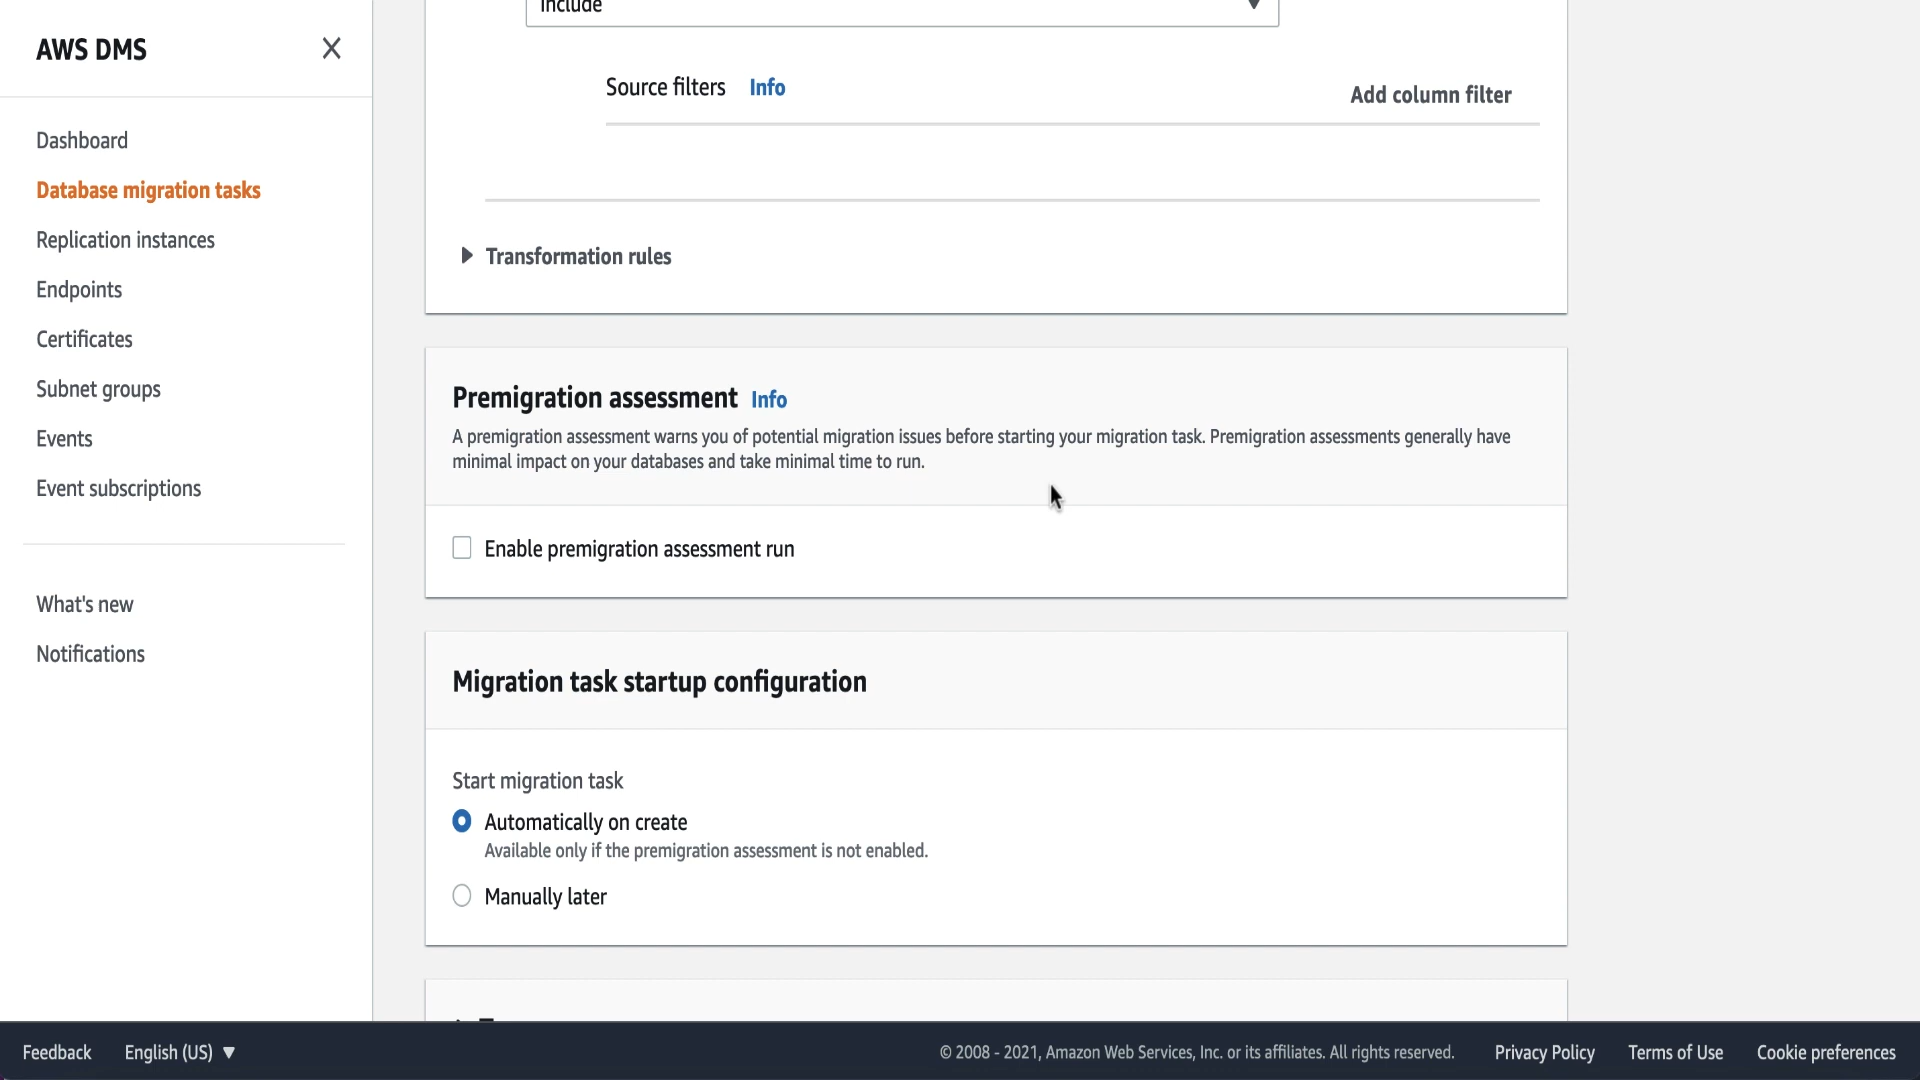 AWS DMS
Dashboard
Database migration tasks
Replication instances
Endpoints
Certificates
Subnet groups
Events
Event subscriptions
What's new
Notifications
Include
Source filters Info
Add column filter
Transformation rules
Premigration assessment Info
A premigration assessment warns you of potential migration issues before starting your migration task. Premigration assessments generally have
minimal impact on your databases and take minimal time to run.
Enable premigration assessment run
Migration task startup configuration
Start migration task
Automatically on create
Available only if the premigration assessment is not enabled.
Manually later
Feedback English (US) © 2008 - 2021, Amazon Web Services, Inc. or its affiliates. All rights reserved. Privacy Policy Terms of Use Cookie preferences